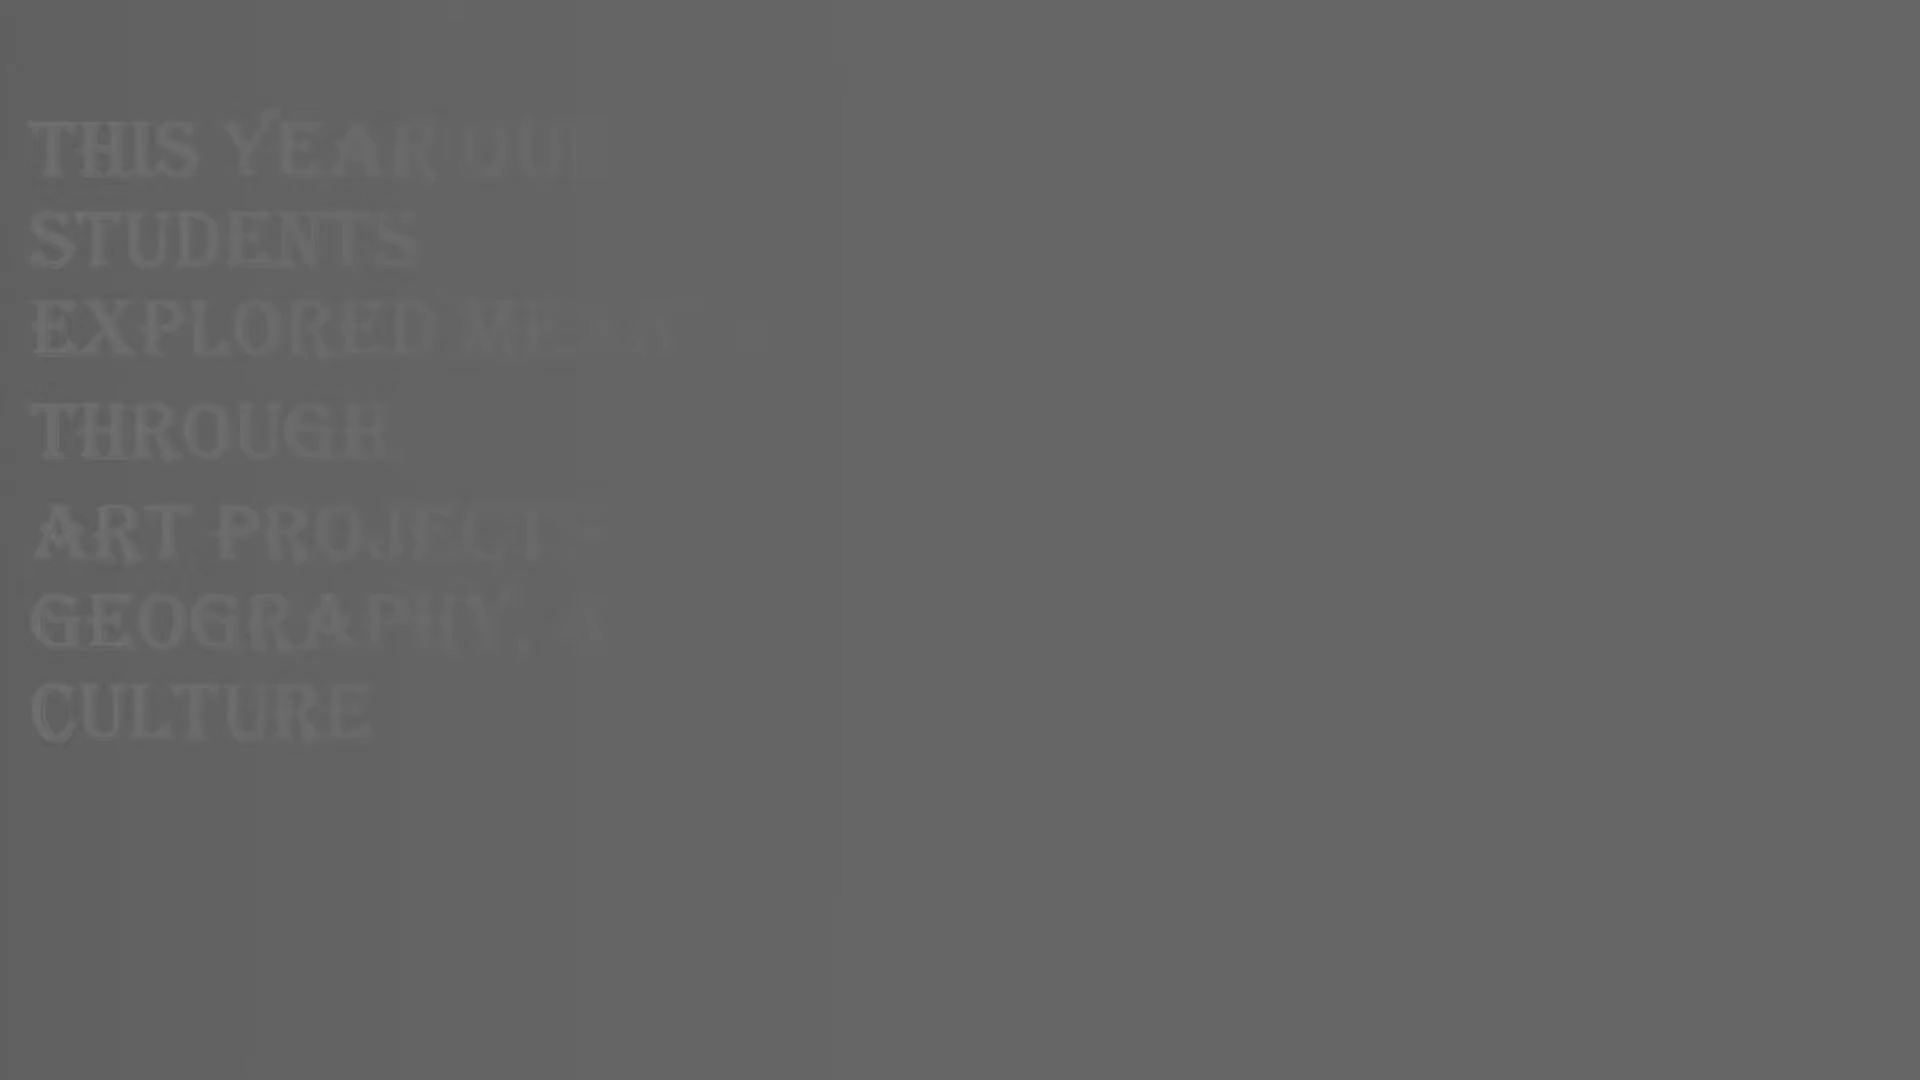 THIS YEAR OUR
STUDENTS
EXPLORED
THROUGH
ART PROJECTS
GEOGRAPHY,
CULTURE